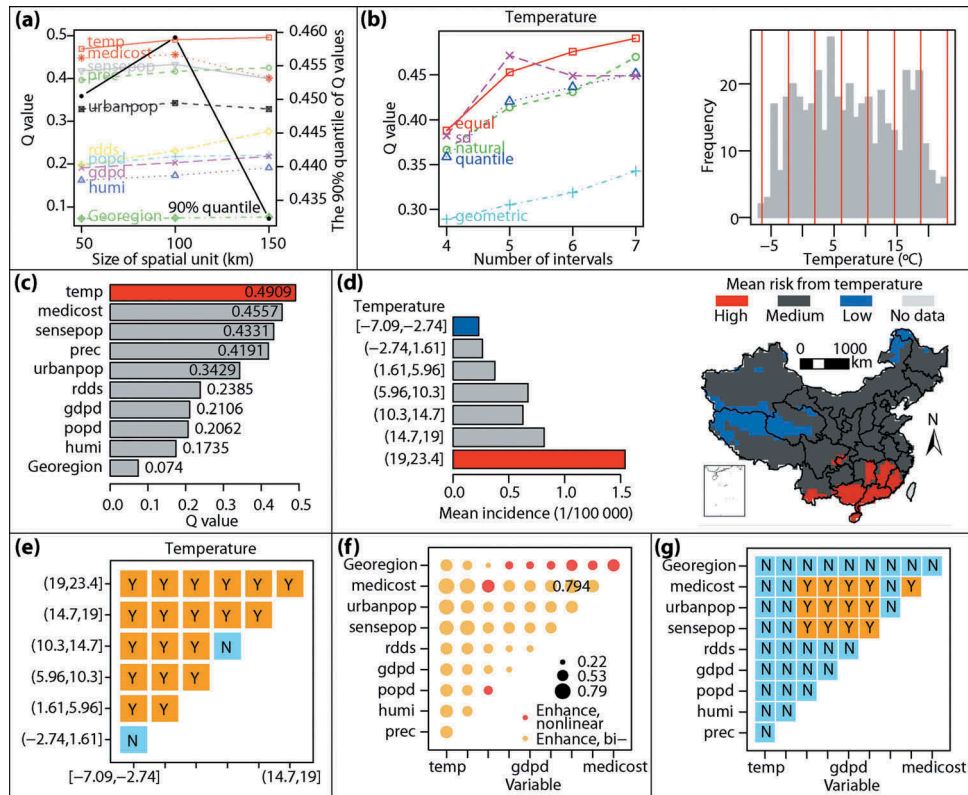 (a)
0.5
0.4
0.3
0.2
0.1
Q value
temp
medicost
sensepop
prec
urbanpop
rdds
popd
gdpd
humi
Georegion
90% quantile
0.460
0.455
0.450
0.445
0.440
0.435
The 90% quantile of Q values
50
100
150
Size of spatial unit (km)
(b)
Temperature
0.45
0.40
0.35
0.30
Q value
equal
sd
natural
quantile
geometric
4
5
6
7
Number of intervals
20
10
0
Frequency
−5
5
15
Temperature (ºC)
(c)
temp
0.4909
medicost
0.4557
sensepop
0.4331
prec
0.4191
urbanpop
0.3429
rdds
0.2385
gdpd
0.2106
popd
0.2062
humi
0.1735
Georegion
0.074
0.0 0.1 0.2 0.3 0.4 0.5
Q value
(d)
Temperature
[−7.09,−2.74]
(−2.74,1.61]
(1.61,5.96]
(5.96,10.3]
(10.3,14.7]
(14.7,19]
(19,23.4]
0.0 0.5 1.0 1.5
Mean incidence (1/100 000)
Mean risk from temperature
High Medium Low No data
0 1000
km
N
(e)
Temperature
(19,23.4] Y Y Y Y Y Y
(14.7,19] Y Y Y Y Y
(10.3,14.7] Y Y Y N
(5.96,10.3] Y Y Y
(1.61,5.96] Y Y
(−2.74,1.61] N
[−7.09,−2.74] (14.7,19]
(f)
Georegion
medicost
0.794
urbanpop
sensepop
rdds
gdpd
popd
humi
prec
0.22
0.53
0.79
Enhance,
nonlinear
Enhance, bi−
temp gdpd medicost
Variable
(g)
Georegion N N N N N N N N N
medicost N N Y Y Y Y N Y
urbanpop N N Y Y Y Y N
sensepop N N Y Y Y Y
rdds N N N N N
gdpd N N N N
popd N N N
humi N N
prec N
temp gdpd medicost
Variable